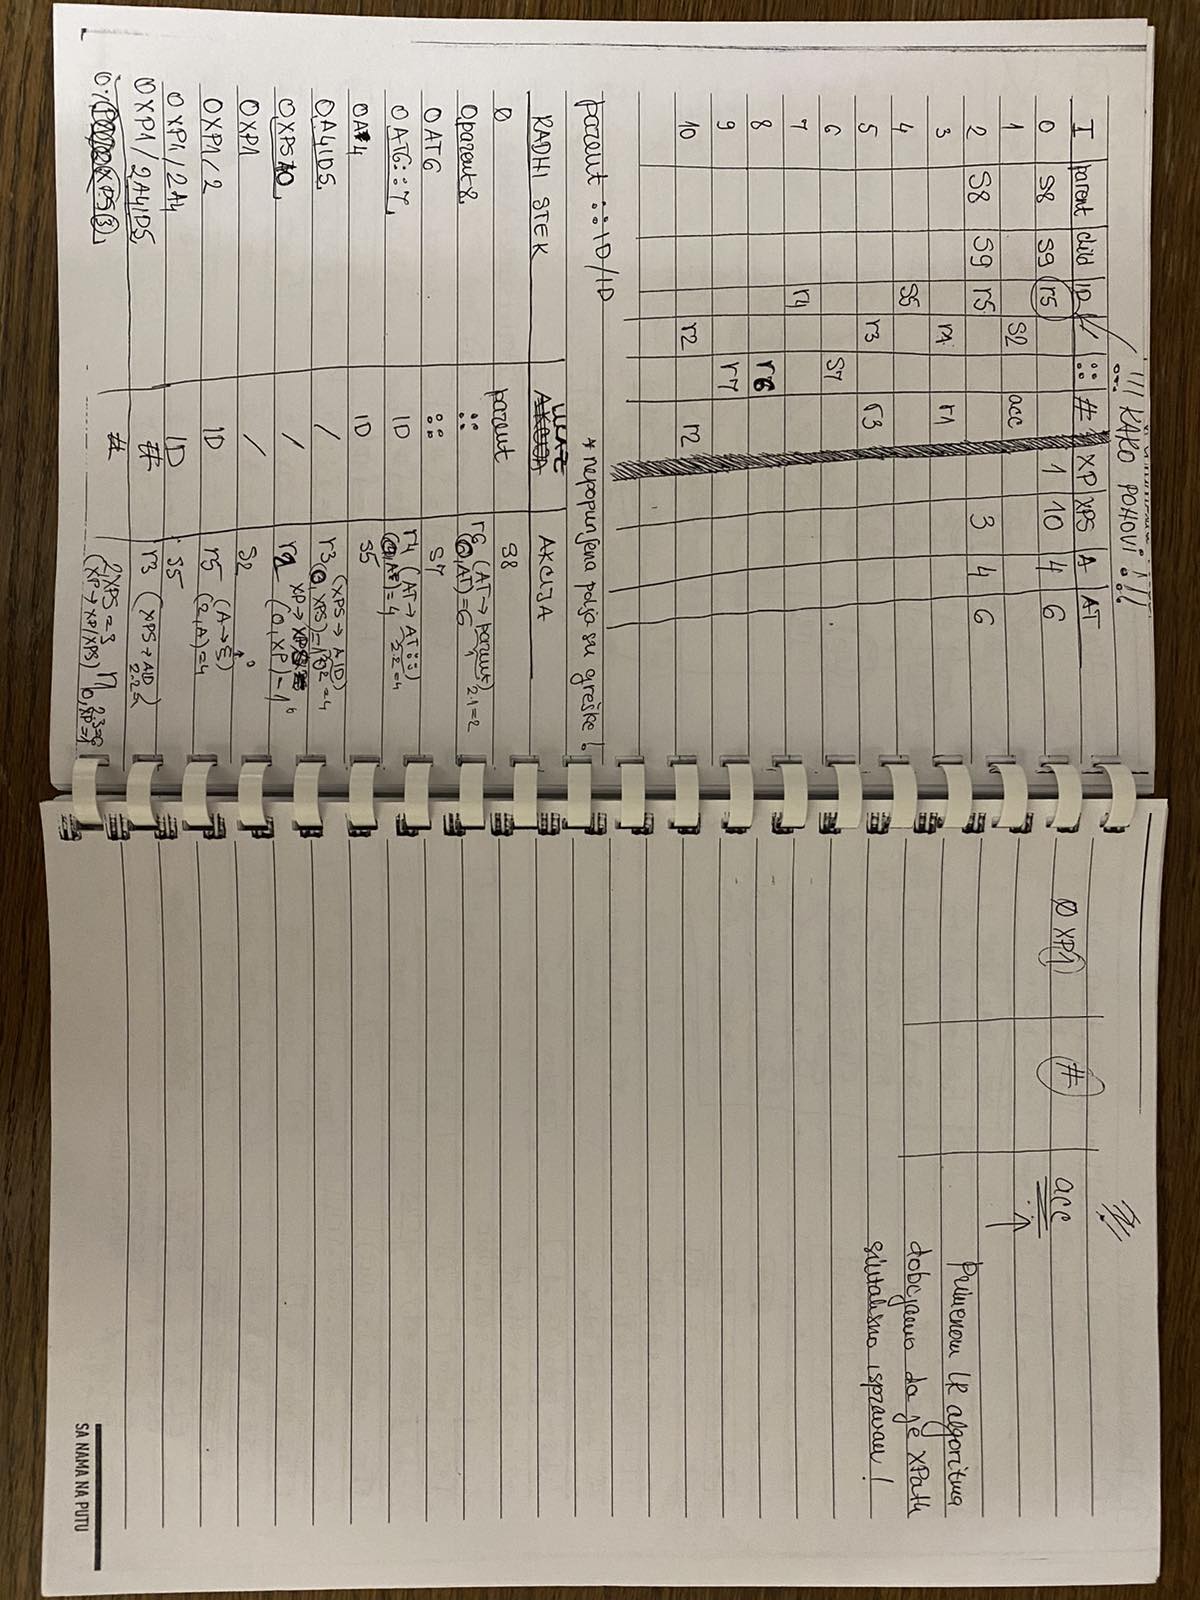 !!! KAKO POHOVI !!!
I parent child ID / :: # XP XPS A AT
0 S8 S9 r5 1 10 4 6
1 S2 acc
2 S8 S9 r5 3 4 6
3 r1 r1
4 S5
5 r3 r3
6 S7
7 r4
8 r6
9 r7
10 r2 r2
parent :: ID/ID * nepopunjena polja su greške!
RADHI STEK ULAZ AKCIJA
0 parent S8
0parent8 :: r6 (AT → parent) 2·1=2
(0,AT)=6
0AT6 :: S7
0AT6::7 ID r4 (AT → AT::) 2·2=4
(0,A)=4
0A4 ID S5
0A4ID5 / r3 (XPS → AID)
(0,XPS)=10 2·2=4
0XPS10 / r2 XP → XPS
(0,XP)=1
0XP1 / S2
0XP1/2 ID r5 (A → ε)
(2,A)=4
0XP1/2A4 ID S5
0XP1/2A4ID5 # r3 (XPS → AID)
2·2=4
# 2,XPS=3 r1 2·3=6
(XP → XP/XPS) 0,XP=1
0XP1 # acc
Primenom LR algoritma
dobijamo da je XPath
sintaksno ispravan!
SA NAMA NA PUTU